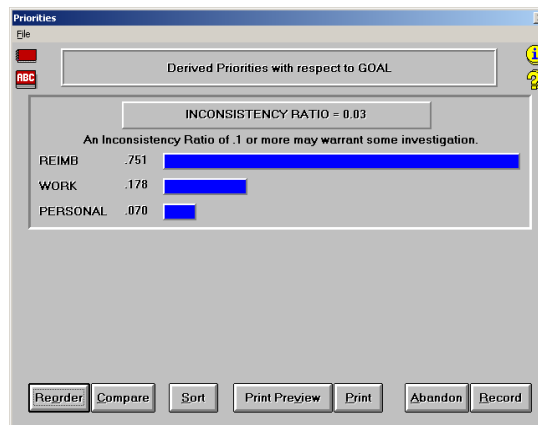 Priorities
File
Derived Priorities with respect to GOAL
ABC
i
?
INCONSISTENCY RATIO = 0.03
An Inconsistency Ratio of .1 or more may warrant some investigation.
REIMB .751
WORK .178
PERSONAL .070
Reorder Compare Sort Print Preview Print Abandon Record